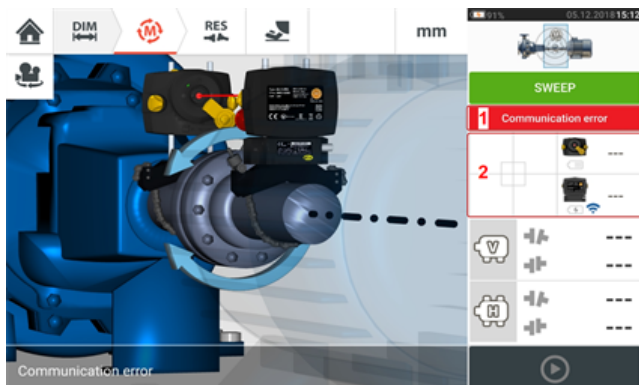 DIM
M
RES
mm
Communication error
91%
05.12.2018 15:12
SWEEP
1 Communication error
2
---
---
V
---
---
H
---
---